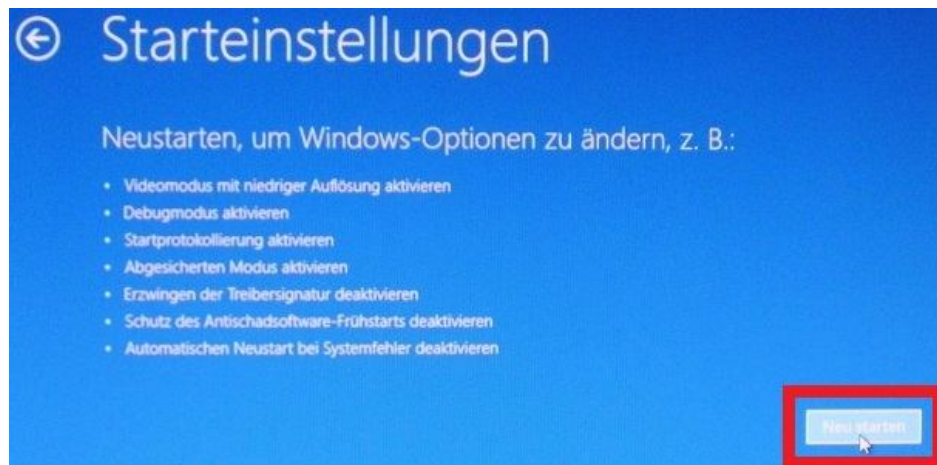 Starteinstellungen
Neustarten, um Windows-Optionen zu ändern, z. B.:
• Videomodus mit niedriger Auflösung aktivieren
• Debugmodus aktivieren
• Startprotokollierung aktivieren
• Abgesicherten Modus aktivieren
• Erzwingen der Treibersignatur deaktivieren
• Schutz des Antischadsoftware-Frühstarts deaktivieren
• Automatischen Neustart bei Systemfehler deaktivieren
Neu starten